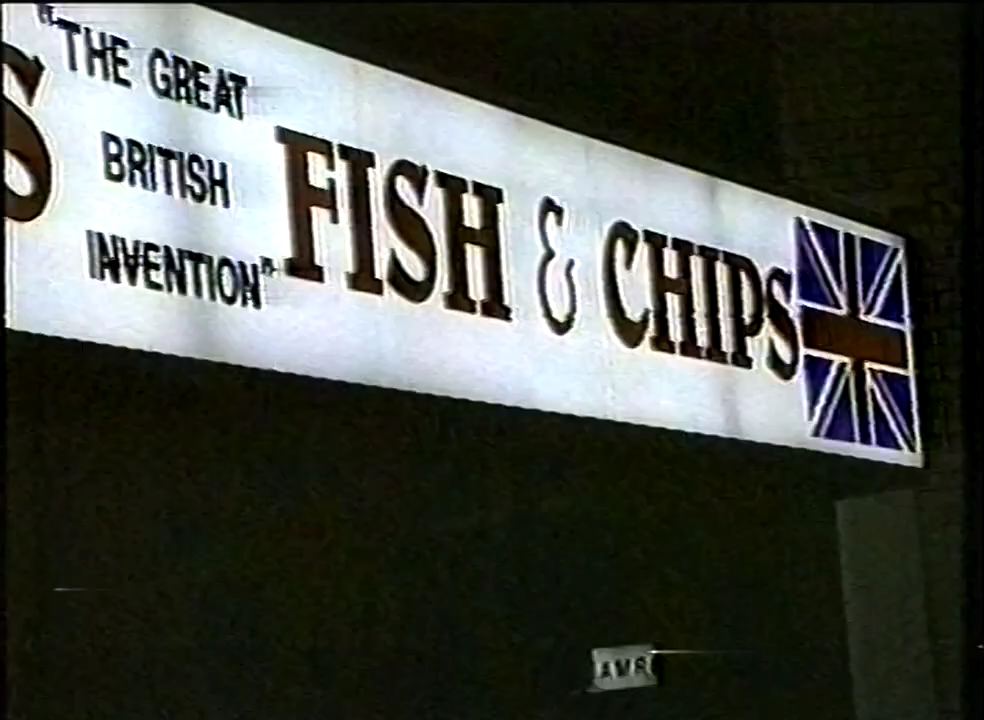 S
"THE GREAT
BRITISH
INVENTION"
FISH & CHIPS